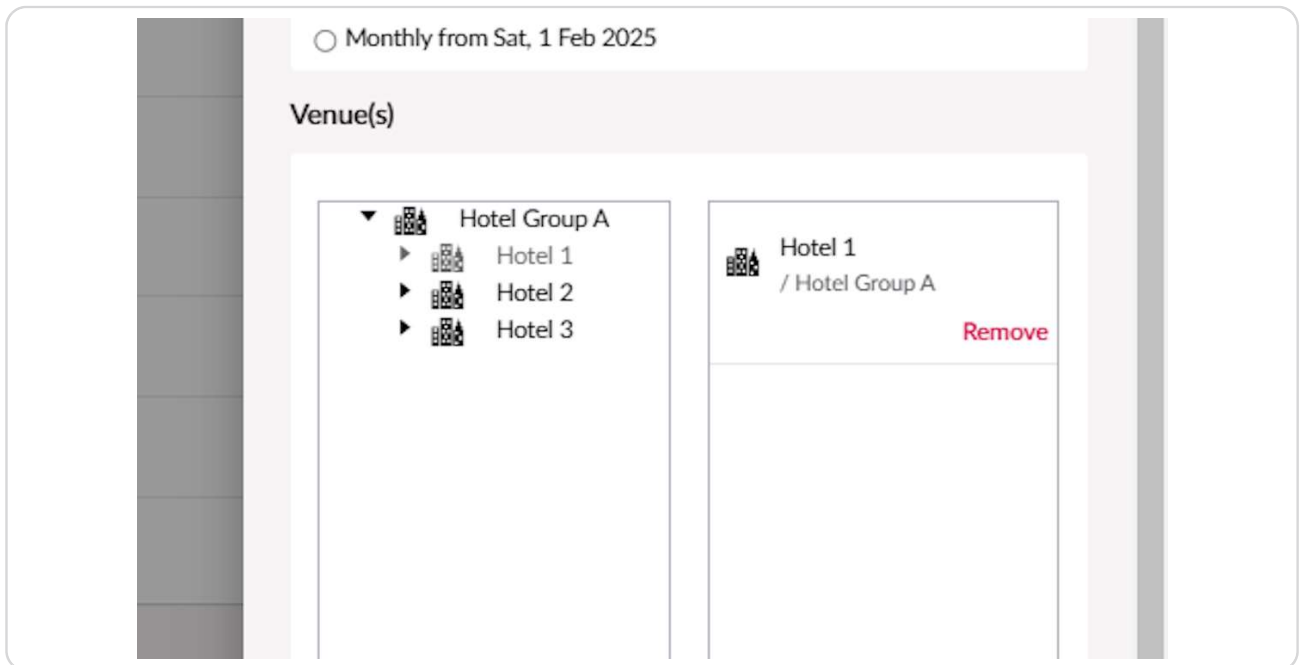 Monthly from Sat, 1 Feb 2025
Venue(s)
Hotel Group A
Hotel 1
Hotel 2
Hotel 3
Hotel 1
/ Hotel Group A
Remove